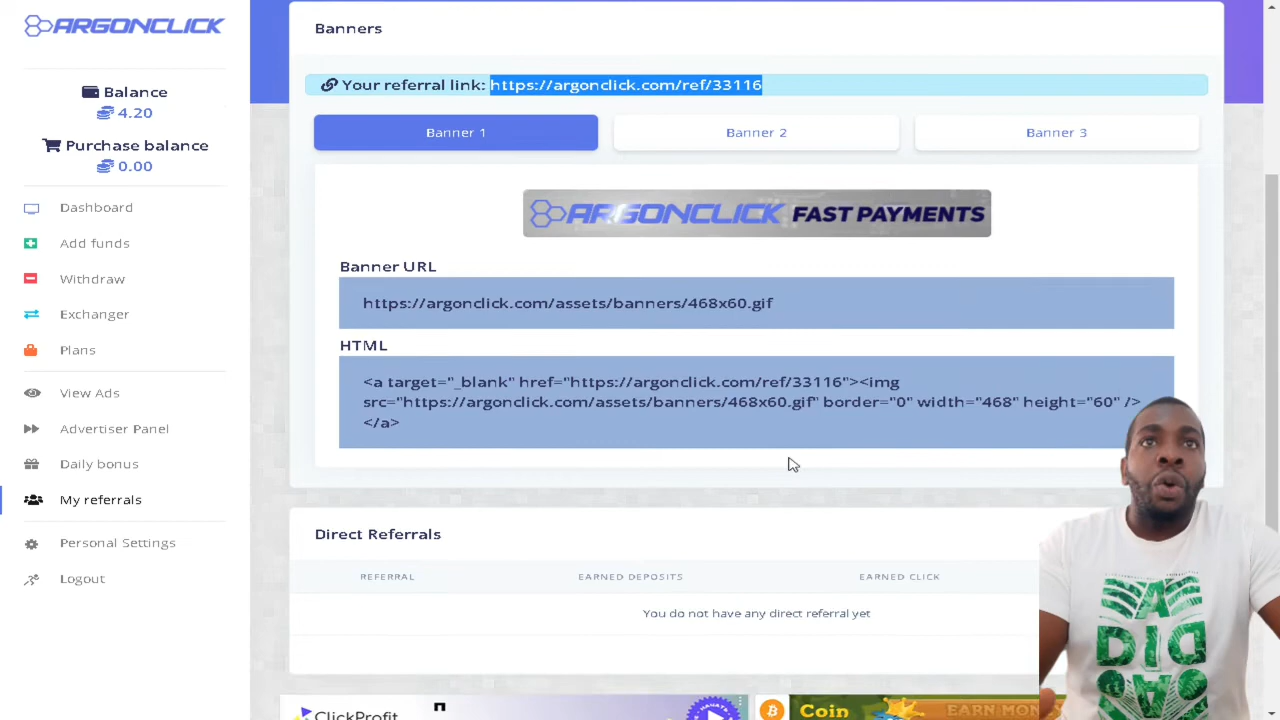 ARGONCLICK
Balance
4.20
Purchase balance
0.00
Dashboard
Add funds
Withdraw
Exchanger
Plans
View Ads
Advertiser Panel
Daily bonus
My referrals
Personal Settings
Logout
Banners
Your referral link: https://argonclick.com/ref/33116
Banner 1
Banner 2
Banner 3
ARGONCLICK FAST PAYMENTS
Banner URL
https://argonclick.com/assets/banners/468x60.gif
HTML
<a target="_blank" href="https://argonclick.com/ref/33116"><img
src="https://argonclick.com/assets/banners/468x60.gif" border="0" width="468" height="60" />
</a>
Direct Referrals
REFERRAL
EARNED DEPOSITS
EARNED CLICK
You do not have any direct referral yet
ClickProfit
Coin
EARN MON
DID